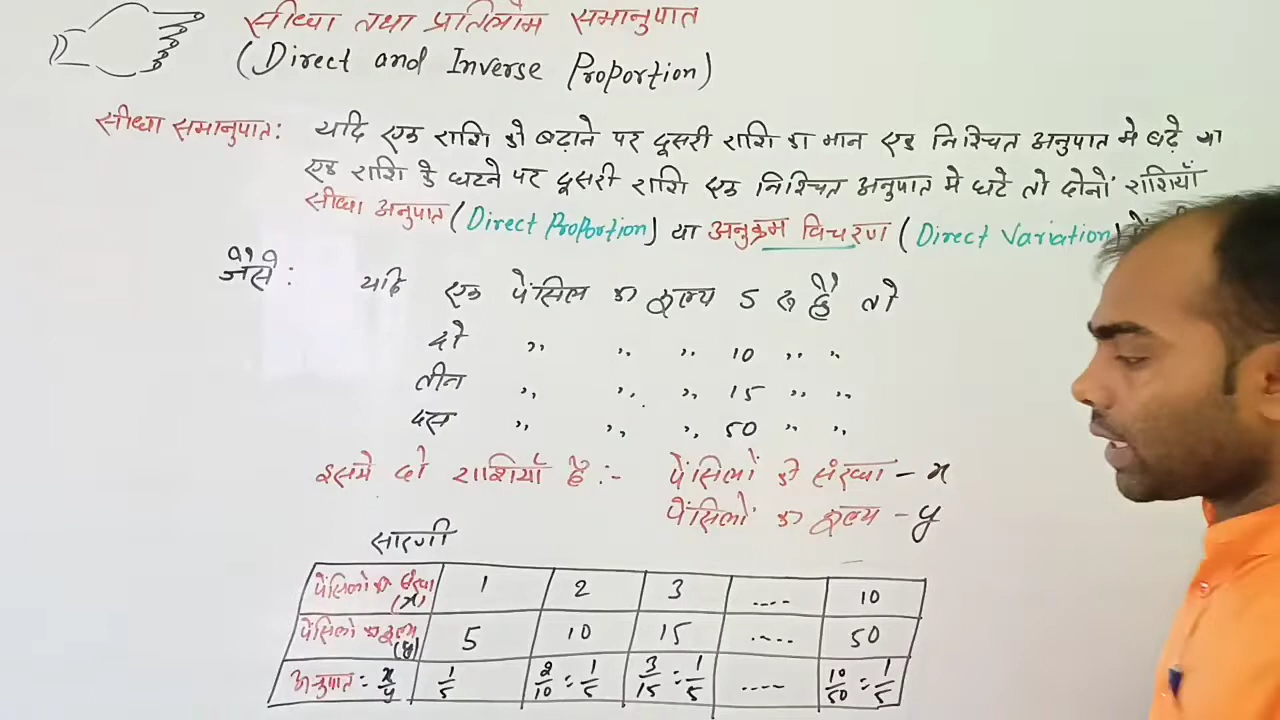 सीधा तथा प्रतिलोम समानुपात
(Direct and Inverse Proportion)
सीधा समानुपात: यदि एक राशि को बढ़ाने पर दूसरी राशि का मान एक निश्चित अनुपात मे बढ़े या
एक राशि के घटने पर दूसरी राशि एक निश्चित अनुपात मे घटे तो दोनों राशियाँ
सीधा अनुपात (Direct Proportion) या अनुक्रम विचरण (Direct Variation)
जैसे: यदि एक पेंसिल का मूल्य 5 रु है तो
दो ,, ,, ,, 10 ,, ,,
तीन ,, ,, ,, 15 ,, ,,
दस ,, ,, ,, 50 ,, ,,
इसमे दो राशियाँ है :- पेंसिलों की संख्या - x
पेंसिलों का मूल्य - y
सारणी
पेंसिलो की संख्या (x) 1 2 3 .... 10
पेंसिलो का मूल्य (y) 5 10 15 .... 50
अनुपात = x/y 1/5 2/10 = 1/5 3/15 = 1/5 .... 10/50 = 1/5